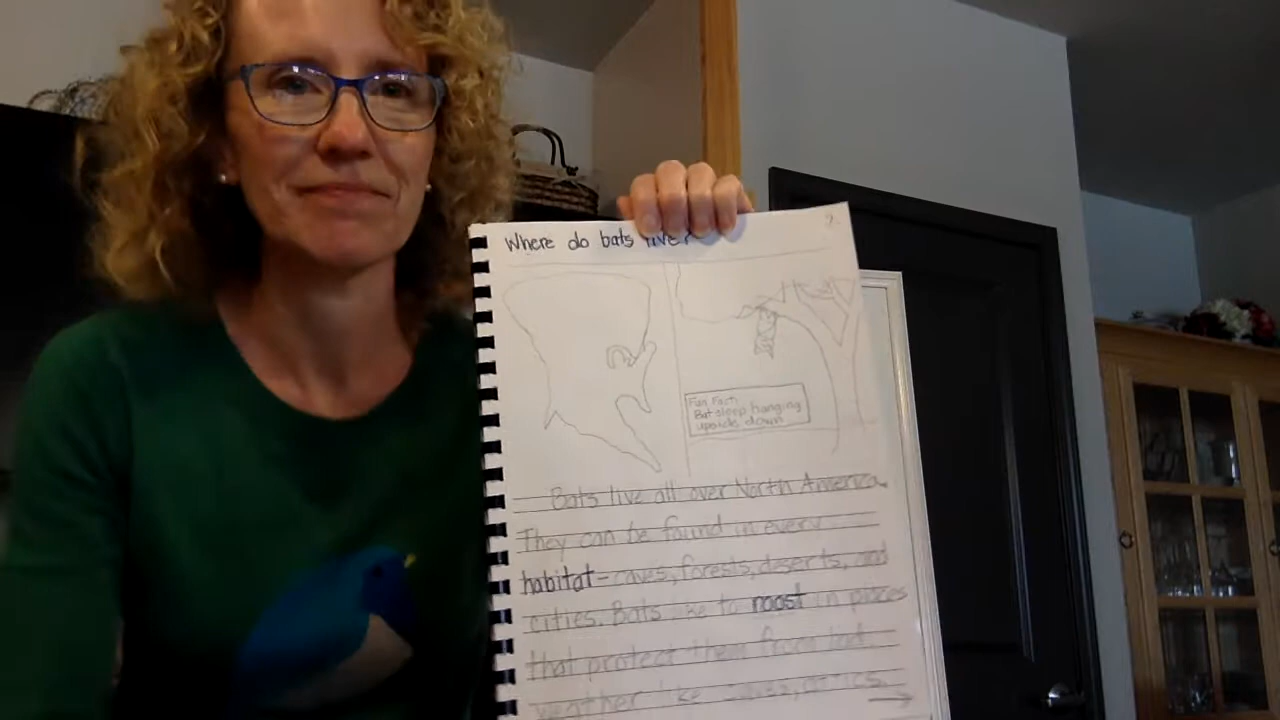 Where do bats live?
Fun Fact:
Bat sleep hanging
upside down
Bats live all over North America.
They can be found in every
habitat- caves, forests, deserts, and
cities. Bats like to roost in places
that protect them from bad
weather like attics.